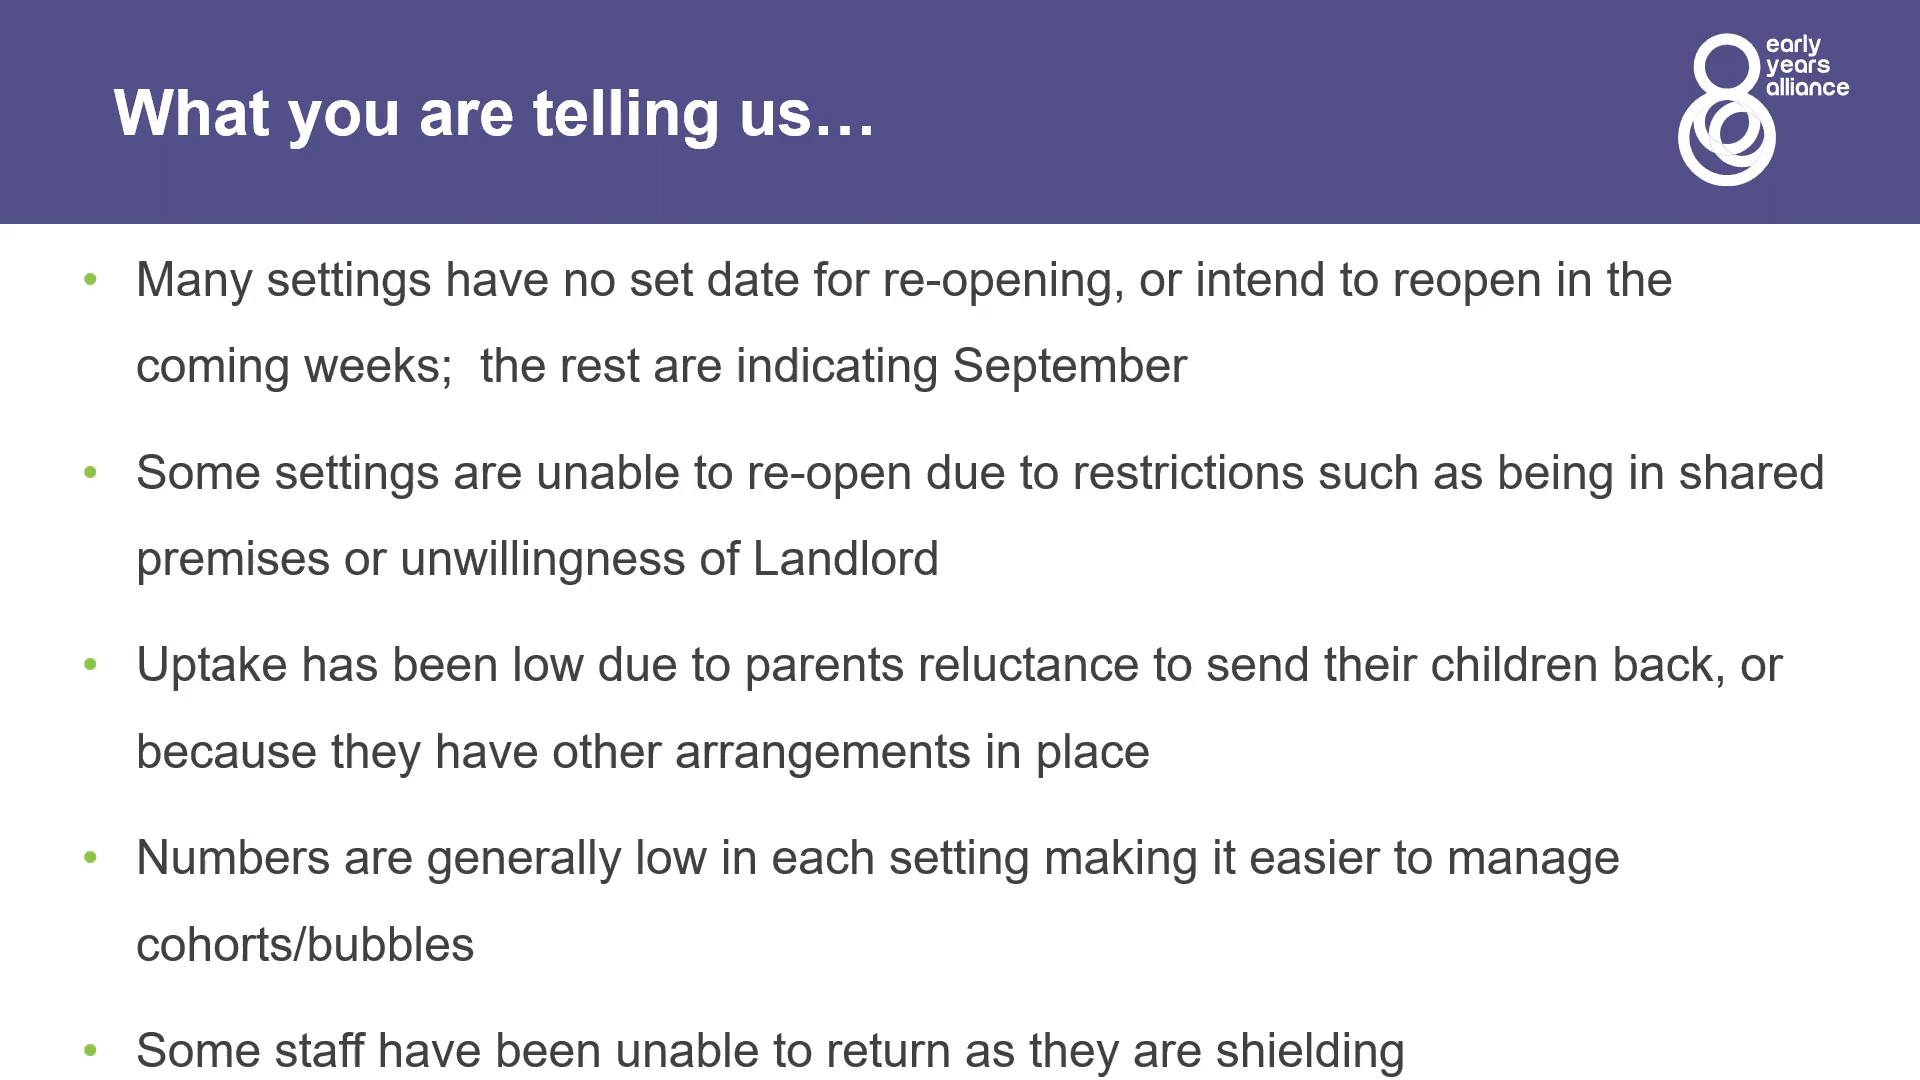 What you are telling us...
early
years
alliance
• Many settings have no set date for re-opening, or intend to reopen in the
coming weeks;  the rest are indicating September
• Some settings are unable to re-open due to restrictions such as being in shared
premises or unwillingness of Landlord
• Uptake has been low due to parents reluctance to send their children back, or
because they have other arrangements in place
• Numbers are generally low in each setting making it easier to manage
cohorts/bubbles
• Some staff have been unable to return as they are shielding